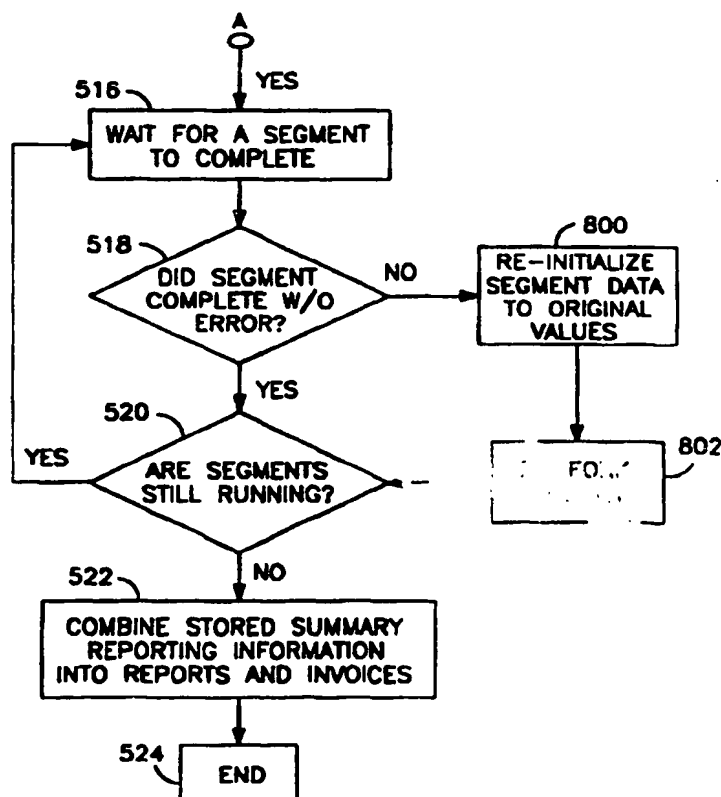 A
YES
516
WAIT FOR A SEGMENT
TO COMPLETE
518
DID SEGMENT
COMPLETE W/O
ERROR?
NO
800
RE-INITIALIZE
SEGMENT DATA
TO ORIGINAL
VALUES
YES
520
YES
ARE SEGMENTS
STILL RUNNING?
802
NO
522
COMBINE STORED SUMMARY
REPORTING INFORMATION
INTO REPORTS AND INVOICES
524
END